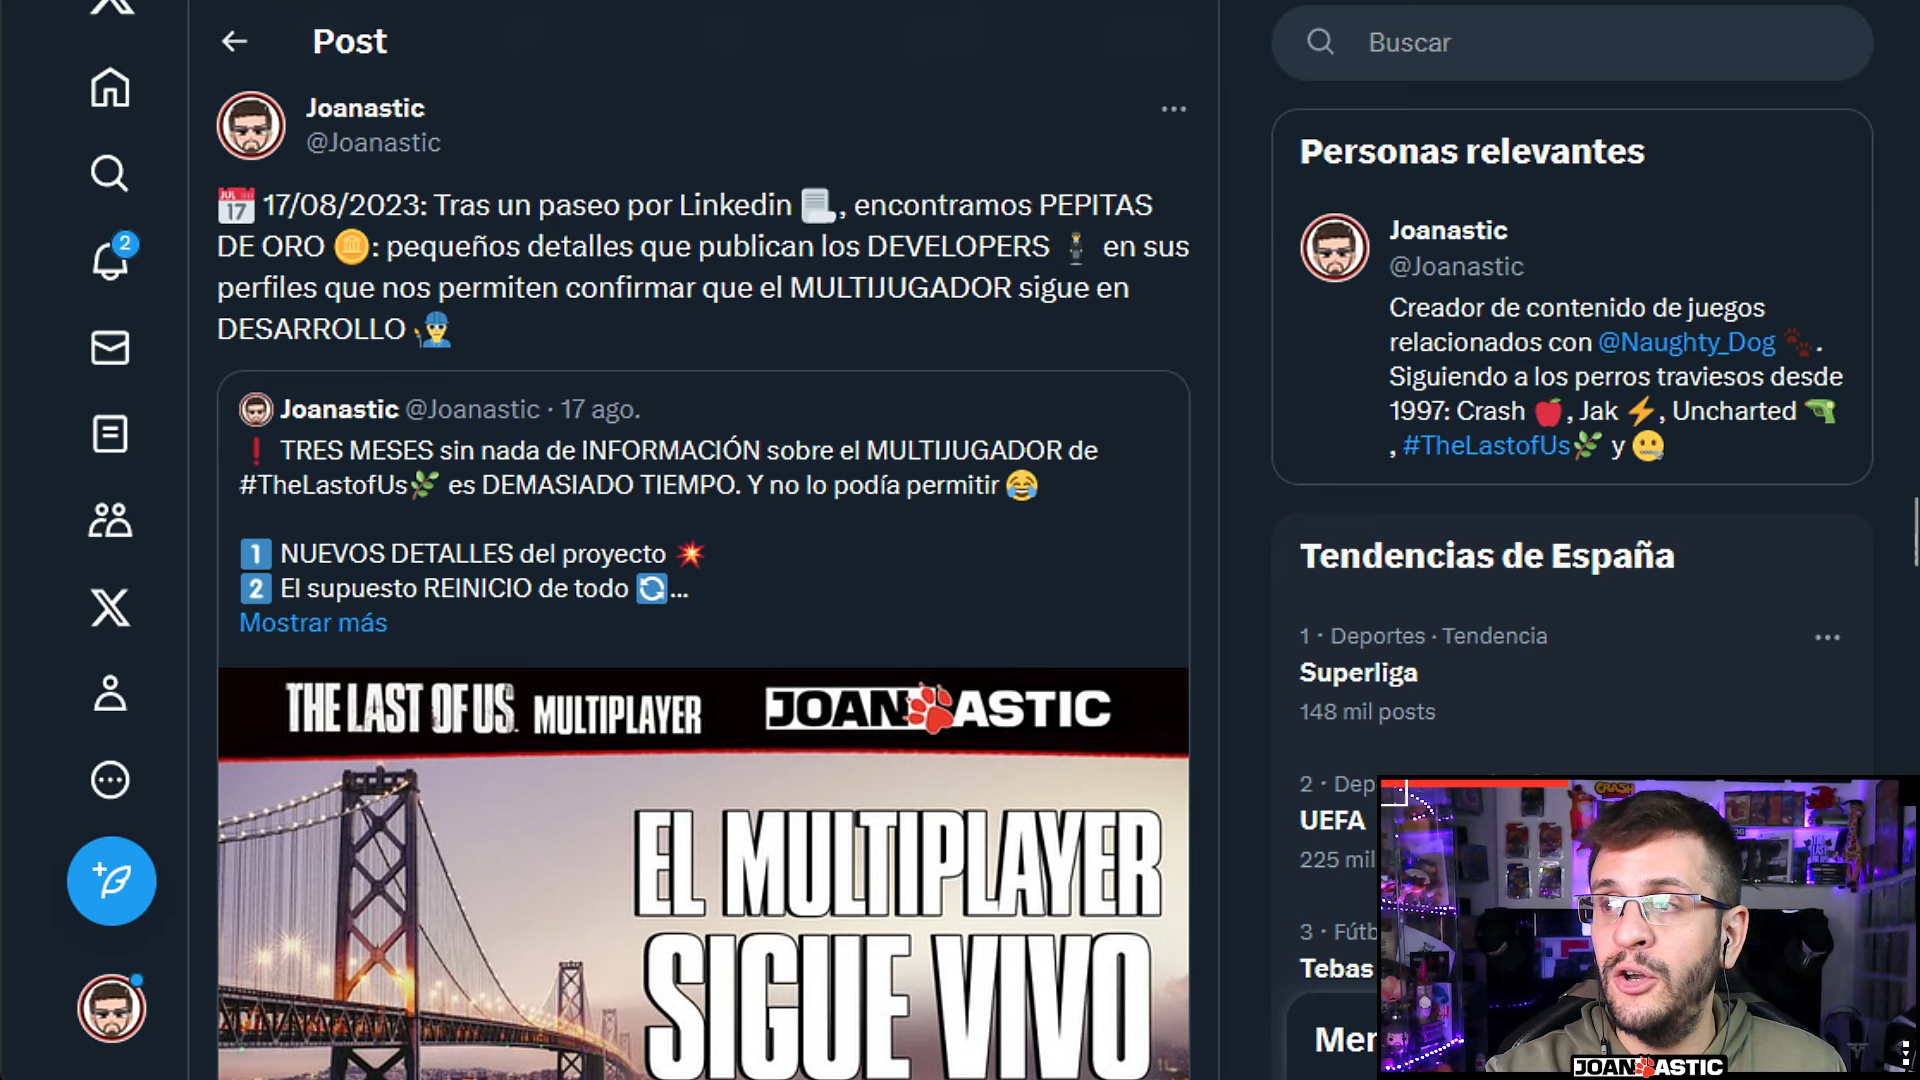 Post
Buscar
Joanastic
@Joanastic
JUL 17 17/08/2023: Tras un paseo por Linkedin, encontramos PEPITAS
DE ORO: pequeños detalles que publican los DEVELOPERS en sus
perfiles que nos permiten confirmar que el MULTIJUGADOR sigue en
DESARROLLO
Joanastic @Joanastic · 17 ago.
❗ TRES MESES sin nada de INFORMACIÓN sobre el MULTIJUGADOR de
#TheLastofUs es DEMASIADO TIEMPO. Y no lo podía permitir
1 NUEVOS DETALLES del proyecto
2 El supuesto REINICIO de todo ...
Mostrar más
THE LAST OF US MULTIPLAYER
JOANASTIC
EL MULTIPLAYER
SIGUE VIVO
2
Personas relevantes
Joanastic
@Joanastic
Creador de contenido de juegos
relacionados con @Naughty_Dog .
Siguiendo a los perros traviesos desde
1997: Crash , Jak , Uncharted
, #TheLastofUs y
Tendencias de España
1 · Deportes · Tendencia
Superliga
148 mil posts
2 · Dep
UEFA
225 mil
3 · Fútb
Tebas
Mer
CRASH
JOANASTIC